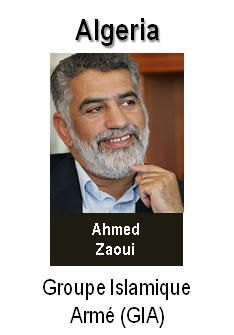 Algeria
Ahmed
Zaoui
Groupe Islamique
Armé (GIA)